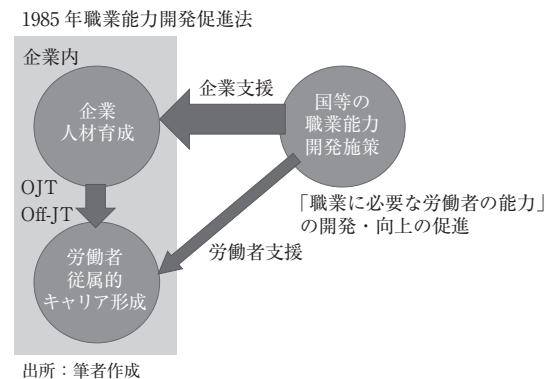 1985年職業能力開発促進法
企業内
企業
人材育成
企業支援
国等の
職業能力
開発施策
OJT
Off-JT
「職業に必要な労働者の能力」
の開発・向上の促進
労働者支援
労働者
従属的
キャリア形成
出所：筆者作成